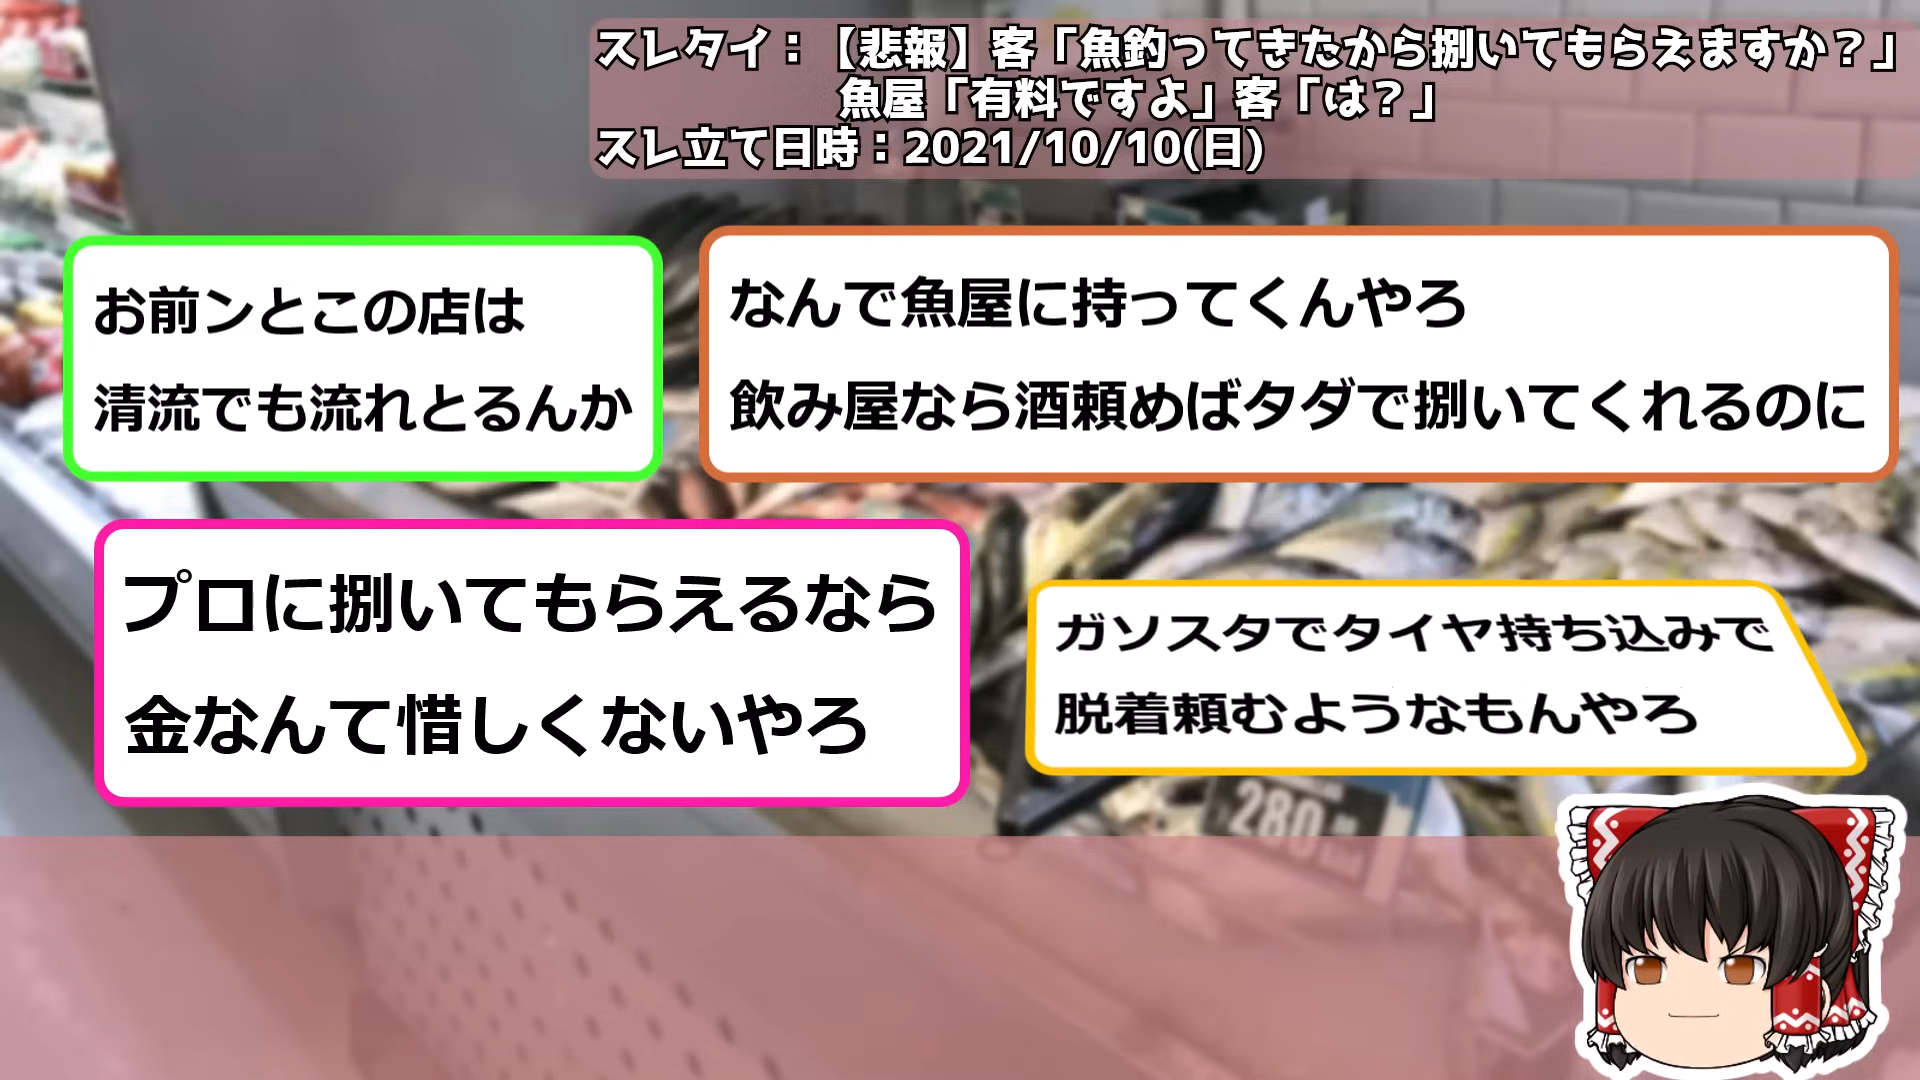 スレタイ：【悲報】客「魚釣ってきたから捌いてもらえますか？」
魚屋「有料ですよ」客「は？」
スレ立て日時：2021/10/10(日)
お前ンとこの店は
清流でも流れとるんか
なんで魚屋に持ってくんやろ
飲み屋なら酒頼めばタダで捌いてくれるのに
プロに捌いてもらえるなら
金なんて惜しくないやろ
ガソスタでタイヤ持ち込みで
脱着頼むようなもんやろ
280